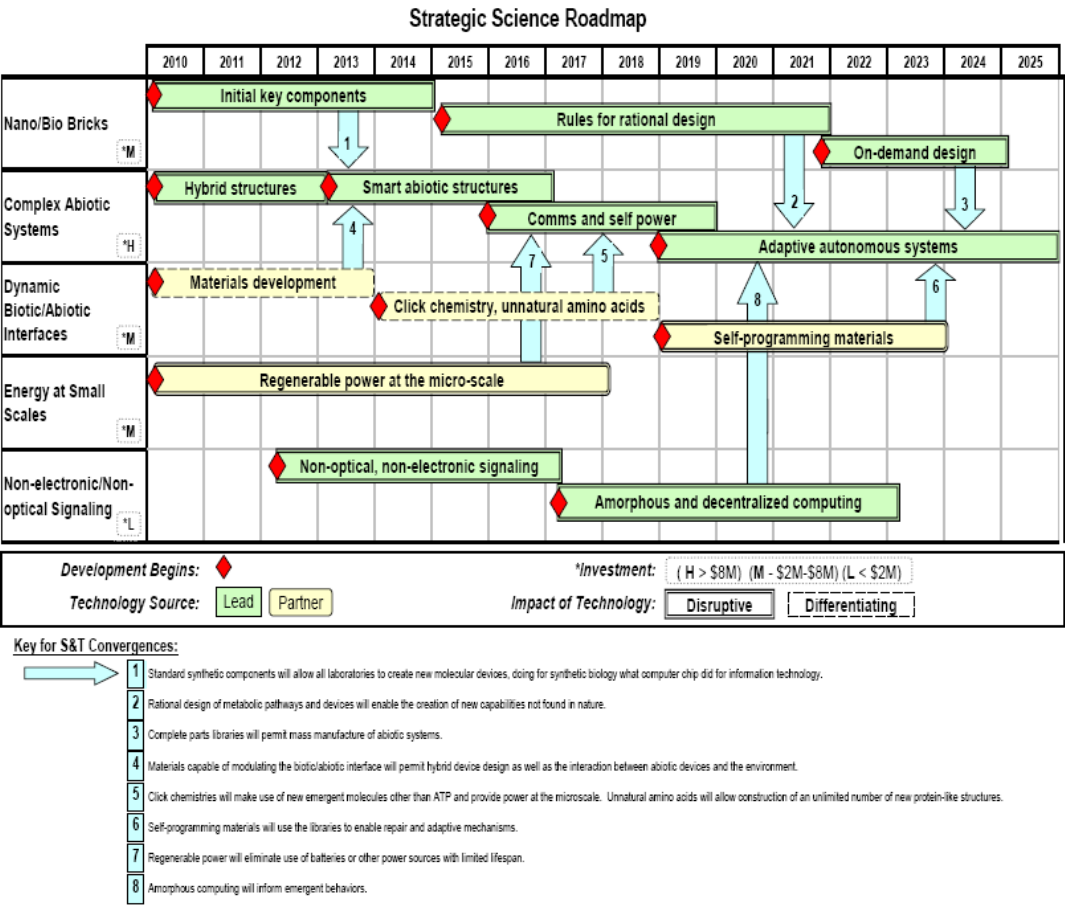 Strategic Science Roadmap
2010 2011 2012 2013 2014 2015 2016 2017 2018 2019 2020 2021 2022 2023 2024 2025
Nano/Bio Bricks
*M
Initial key components
Rules for rational design
On-demand design
1
2
3
Complex Abiotic
Systems
*H
Hybrid structures
Smart abiotic structures
Comms and self power
Adaptive autonomous systems
4
7
5
6
8
Dynamic
Biotic/Abiotic
Interfaces
*M
Materials development
Click chemistry, unnatural amino acids
Self-programming materials
Energy at Small
Scales
*M
Regenerable power at the micro-scale
Non-electronic/Non-
optical Signaling
*L
Non-optical, non-electronic signaling
Amorphous and decentralized computing
Development Begins:
*Investment: ( H > $8M) (M - $2M-$8M) (L < $2M)
Technology Source: Lead Partner
Impact of Technology: Disruptive Differentiating
Key for S&T Convergences:
1 Standard synthetic components will allow all laboratories to create new molecular devices, doing for synthetic biology what computer chip did for information technology.
2 Rational design of metabolic pathways and devices will enable the creation of new capabilities not found in nature.
3 Complete parts libraries will permit mass manufacture of abiotic systems.
4 Materials capable of modulating the biotic/abiotic interface will permit hybrid device design as well as the interaction between abiotic devices and the environment.
5 Click chemistries will make use of new emergent molecules other than ATP and provide power at the microscale. Unnatural amino acids will allow construction of an unlimited number of new protein-like structures.
6 Self-programming materials will use the libraries to enable repair and adaptive mechanisms.
7 Regenerable power will eliminate use of batteries or other power sources with limited lifespan.
8 Amorphous computing will inform emergent behaviors.